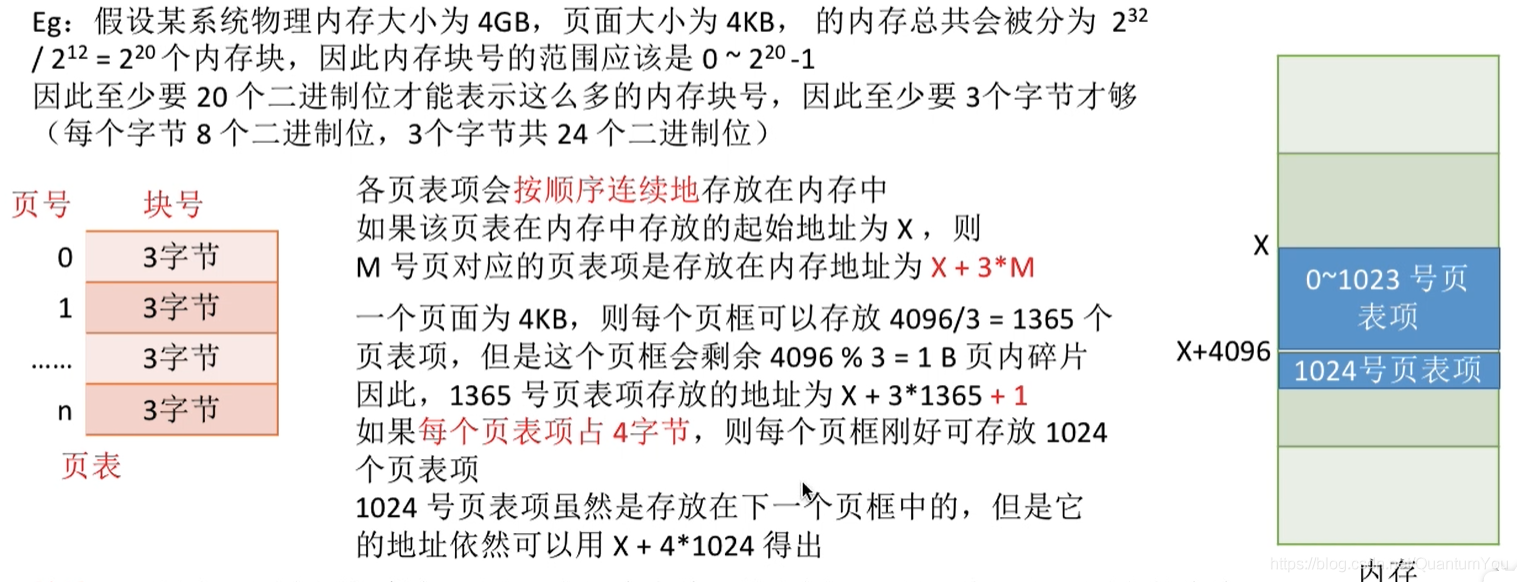 Eg：假设某系统物理内存大小为 4GB，页面大小为 4KB， 的内存总共会被分为 2³²
/ 2¹² = 2²⁰ 个内存块，因此内存块号的范围应该是 0 ~ 2²⁰ -1
因此至少要 20 个二进制位才能表示这么多的内存块号，因此至少要 3个字节才够
（每个字节 8 个二进制位，3个字节共 24 个二进制位）
页号 块号
0 3字节
1 3字节
...... 3字节
n 3字节
页表
各页表项会按顺序连续地存放在内存中
如果该页表在内存中存放的起始地址为 X ，则
M 号页对应的页表项是存放在内存地址为 X + 3*M
一个页面为 4KB，则每个页框可以存放 4096/3 = 1365 个
页表项，但是这个页框会剩余 4096 % 3 = 1 B 页内碎片
因此，1365 号页表项存放的地址为 X + 3*1365 + 1
如果每个页表项占 4字节，则每个页框刚好可存放 1024
个页表项
1024 号页表项虽然是存放在下一个页框中的，但是它
的地址依然可以用 X + 4*1024 得出
X
0~1023 号页
表项
X+4096
1024号页表项
内存
https://blog.csdn.net/QuantumYou